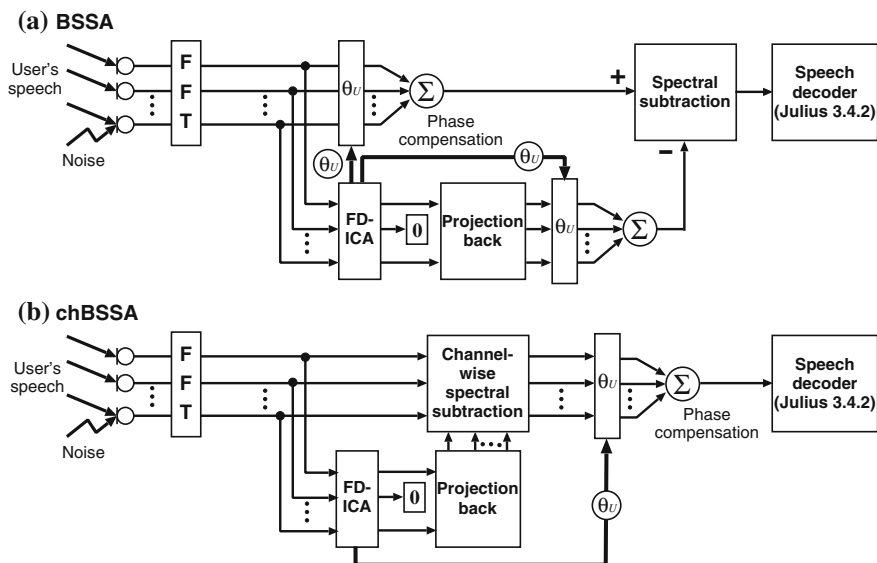 (a) BSSA
User's
speech
Noise
F
F
T
θU
Σ
Phase
compensation
+
Spectral
subtraction
−
Speech
decoder
(Julius 3.4.2)
θU
θU
FD-
ICA
0
Projection
back
θU
Σ
(b) chBSSA
User's
speech
Noise
F
F
T
Channel-
wise
spectral
subtraction
θU
Σ
Phase
compensation
Speech
decoder
(Julius 3.4.2)
FD-
ICA
0
Projection
back
θU